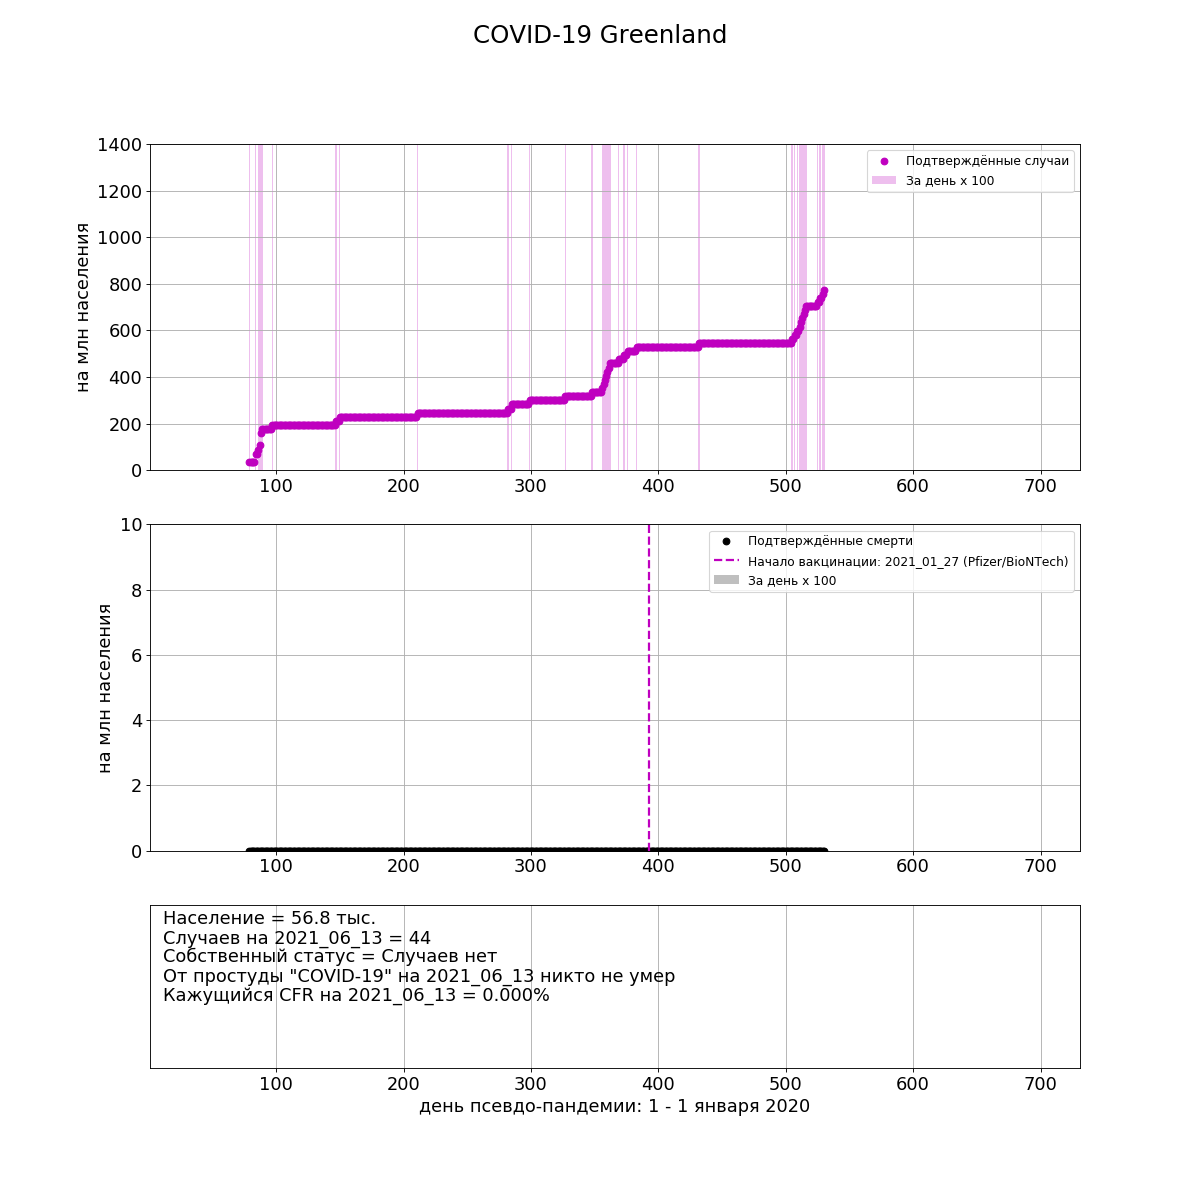 COVID-19 Greenland
1400
1200
1000
800
600
400
200
0
на млн населения
Подтверждённые случаи
За день x 100
100 200 300 400 500 600 700
10
8
6
4
2
0
на млн населения
Подтверждённые смерти
Начало вакцинации: 2021_01_27 (Pfizer/BioNTech)
За день x 100
100 200 300 400 500 600 700
Население = 56.8 тыс.
Случаев на 2021_06_13 = 44
Собственный статус = Случаев нет
От простуды "COVID-19" на 2021_06_13 никто не умер
Кажущийся CFR на 2021_06_13 = 0.000%
100 200 300 400 500 600 700
день псевдо-пандемии: 1 - 1 января 2020